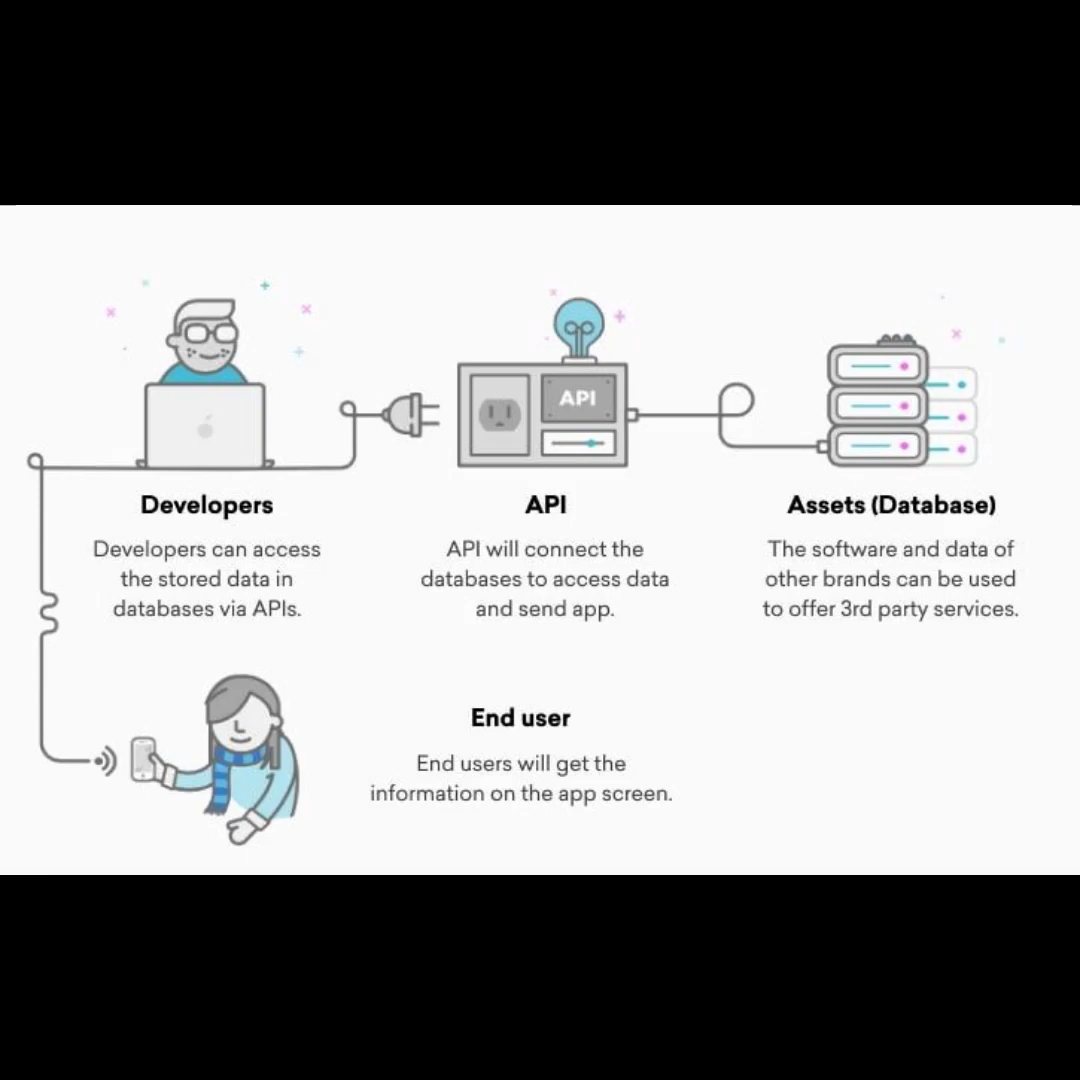 API
Developers
Developers can access
the stored data in
databases via APIs.
API
API will connect the
databases to access data
and send app.
Assets (Database)
The software and data of
other brands can be used
to offer 3rd party services.
End user
End users will get the
information on the app screen.